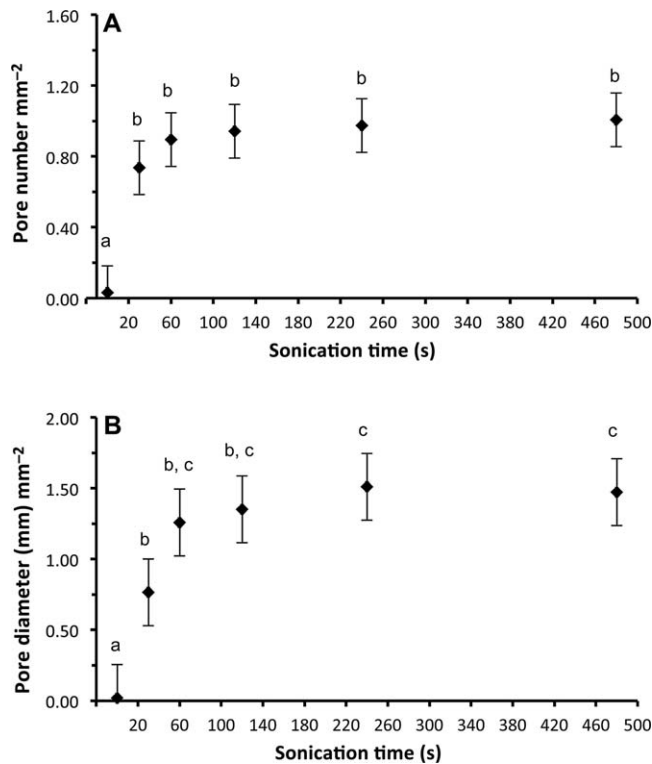 A
Pore number mm⁻²
1.60
1.20
0.80
0.40
0.00
a
b
b
b
b
b
20 60 100 140 180 220 260 300 340 380 420 460 500
Sonication time (s)
B
Pore diameter (mm) mm⁻²
2.00
1.50
1.00
0.50
0.00
a
b
b, c
b, c
c
c
20 60 100 140 180 220 260 300 340 380 420 460 500
Sonication time (s)